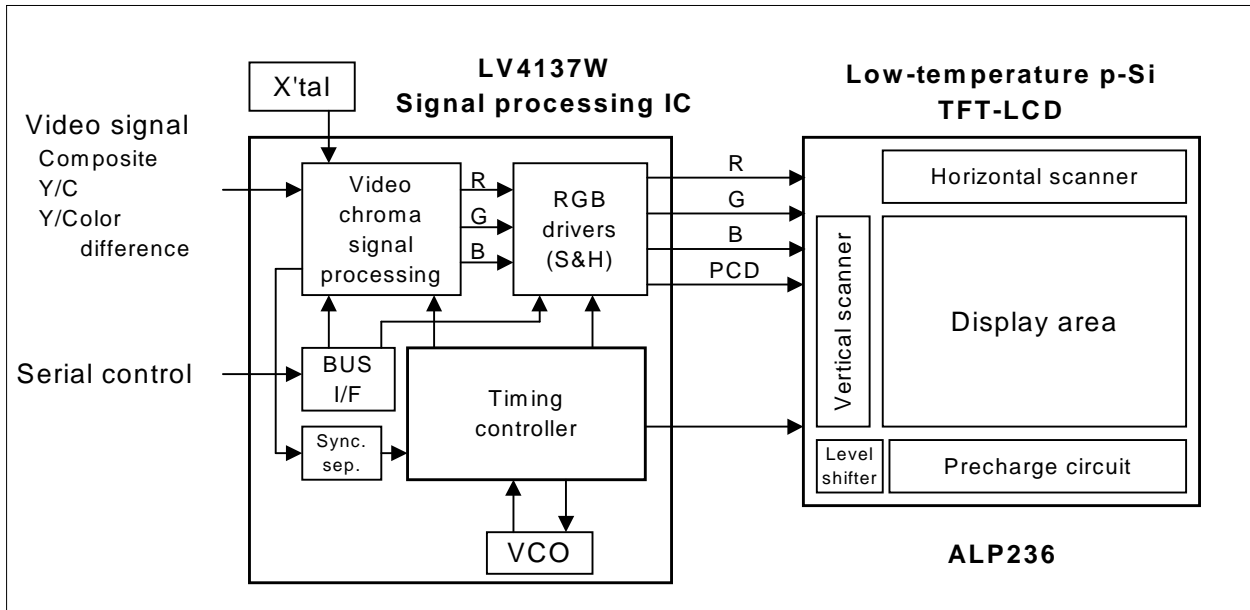 LV4137W
Signal processing IC
Low-temperature p-Si
TFT-LCD
X'tal
Video signal
Composite
Y/C
Y/Color
difference
Serial control
Video
chroma
signal
processing
R
G
B
RGB
drivers
(S&H)
R
G
B
PCD
BUS
I/F
Sync.
sep.
Timing
controller
VCO
Horizontal scanner
Vertical scanner
Display area
Level
shifter
Precharge circuit
ALP236